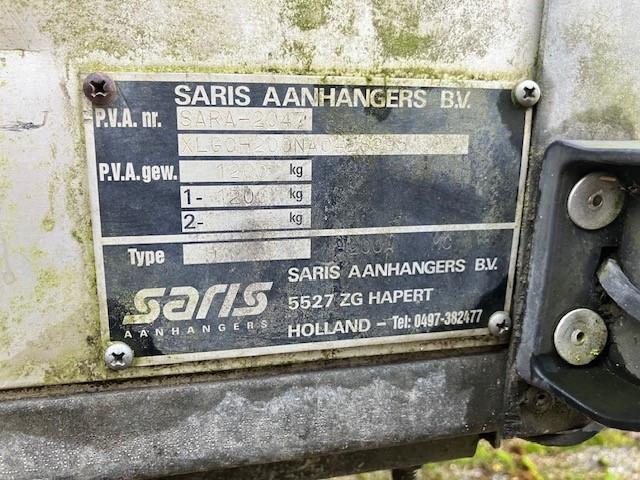 SARIS AANHANGERS B.V.
P.V.A. nr. SARA-2047
P.V.A. gew. kg
1- kg
2- kg
Type
saris
AANHANGERS
SARIS AANHANGERS B.V.
5527 ZG HAPERT
HOLLAND - Tel: 0497-382477